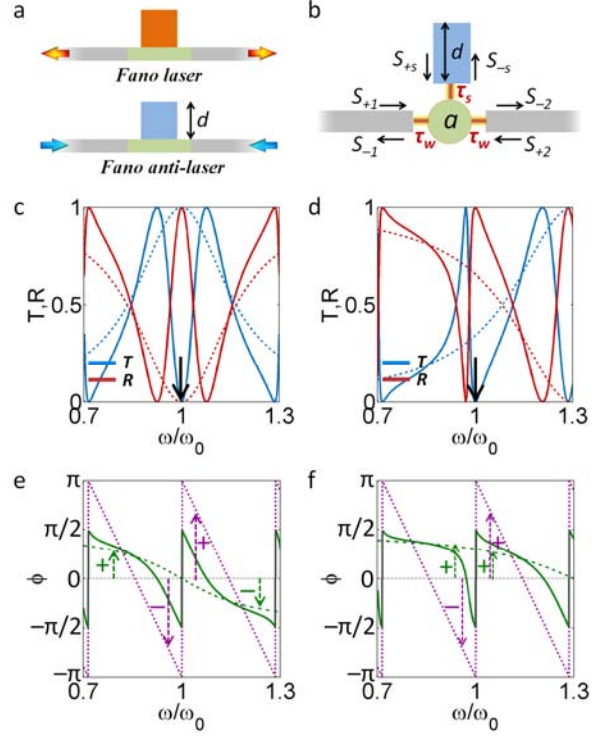 a
Fano laser
d
Fano anti-laser
b
d
S+s
S−s
τs
S+1
S−2
a
S−1
τw
τw
S+2
c
1
T,R
0.5
T
R
0
0.7
1
1.3
ω/ω0
d
1
T,R
0.5
T
R
0
0.7
1
1.3
ω/ω0
e
π
π/2
ϕ
0
−π/2
−π
+
−
+
−
0.7
1
1.3
ω/ω0
f
π
π/2
ϕ
0
−π/2
−π
+
−
+
+
0.7
1
1.3
ω/ω0